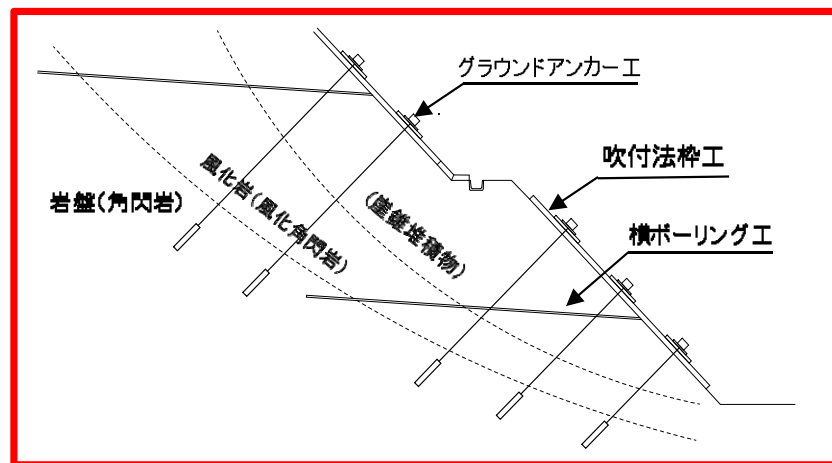 グラウンドアンカー工
吹付法枠工
岩盤(角閃岩)
風化岩(風化角閃岩)
(崖錐堆積物)
横ボーリング工